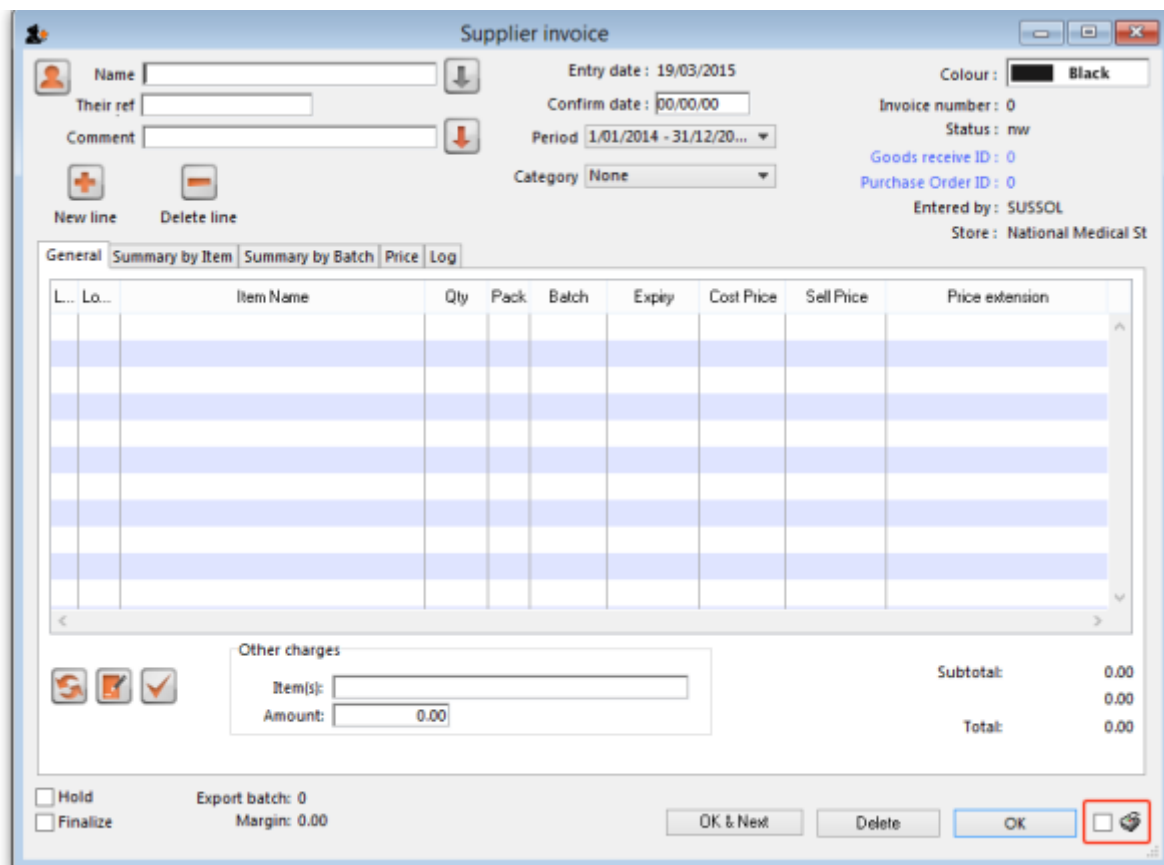 Supplier invoice
Name
Their ref
Comment
New line
Delete line
Entry date : 19/03/2015
Confirm date : 00/00/00
Period 1/01/2014 - 31/12/20...
Category None
Colour : Black
Invoice number : 0
Status : nw
Goods receive ID : 0
Purchase Order ID : 0
Entered by : SUSSOL
Store : National Medical St
General Summary by Item Summary by Batch Price Log
L... Lo... Item Name Qty Pack Batch Expiry Cost Price Sell Price Price extension
Other charges
Item(s):
Amount: 0.00
Subtotal: 0.00
0.00
Total: 0.00
Hold
Finalize
Export batch: 0
Margin: 0.00
OK & Next
Delete
OK